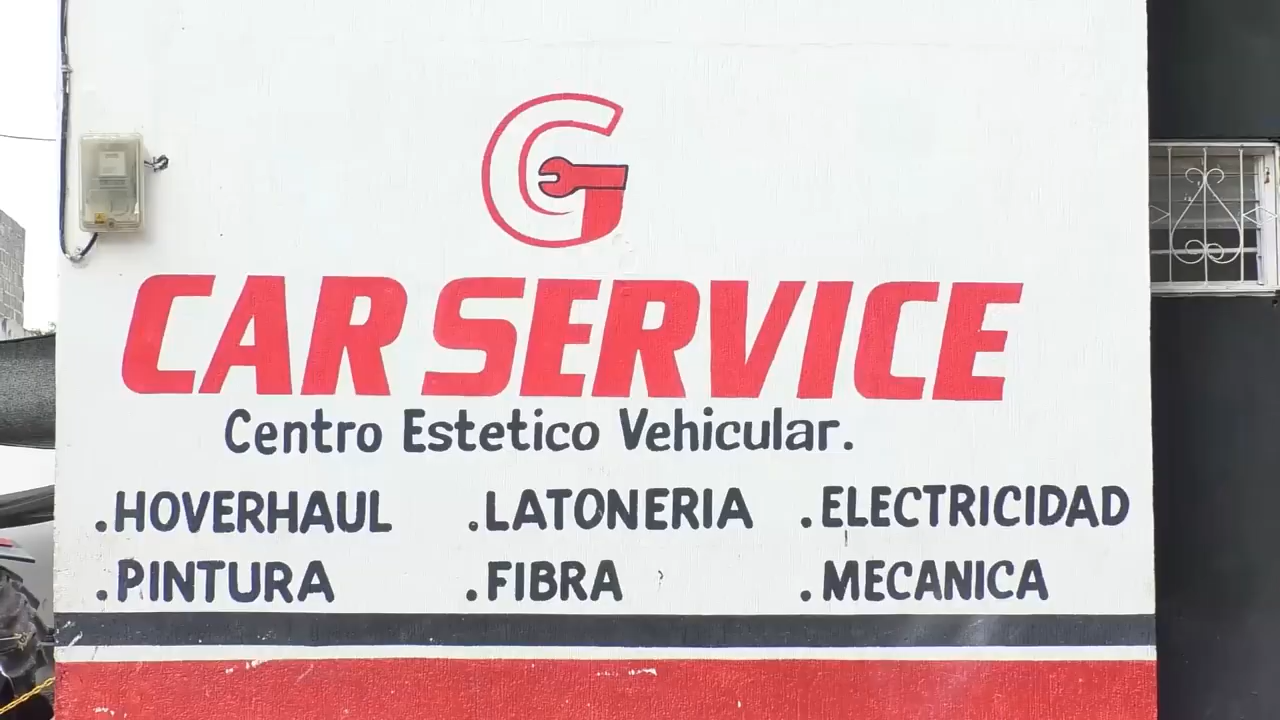 G
CAR SERVICE
Centro Estetico Vehicular.
.HOVERHAUL .LATONERIA .ELECTRICIDAD
.PINTURA .FIBRA .MECANICA